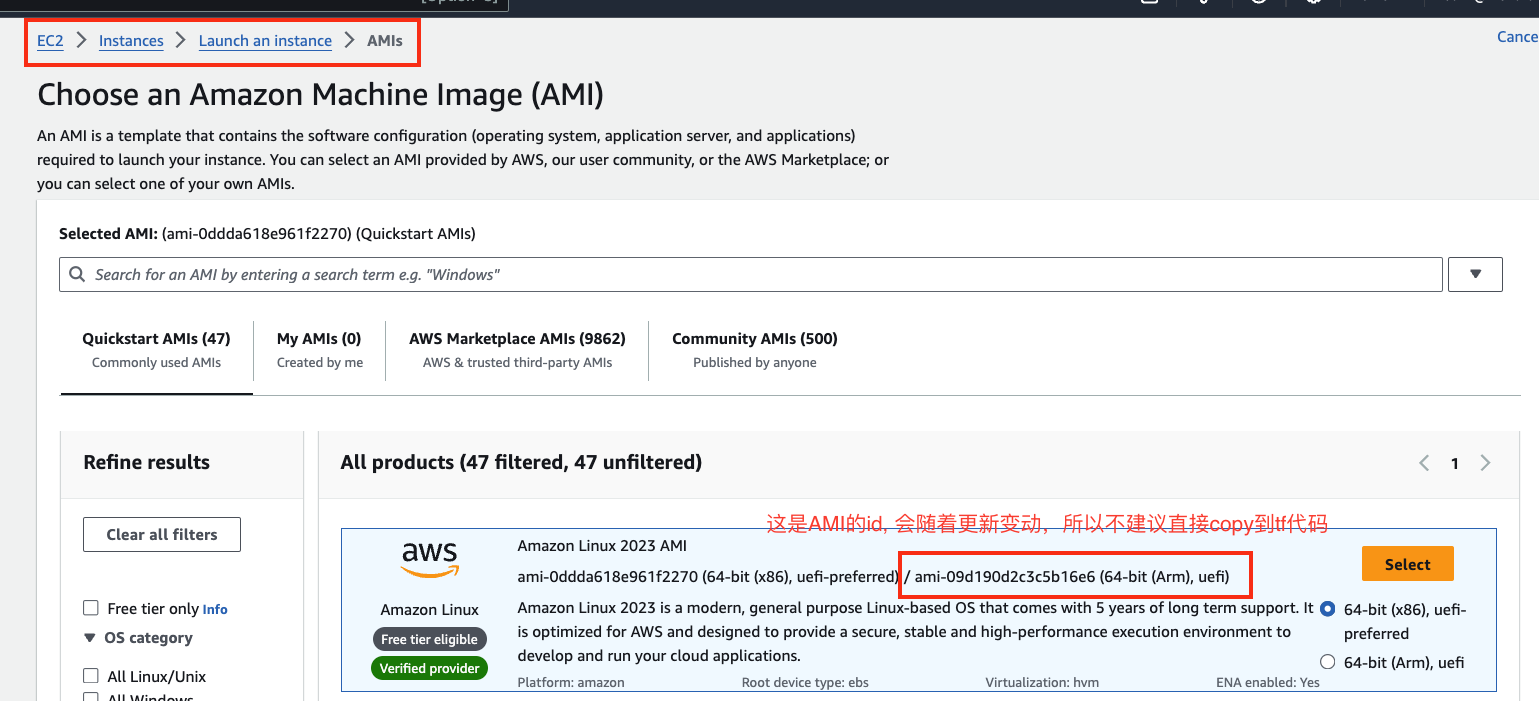 EC2 > Instances > Launch an instance > AMIs
Choose an Amazon Machine Image (AMI)
An AMI is a template that contains the software configuration (operating system, application server, and applications)
required to launch your instance. You can select an AMI provided by AWS, our user community, or the AWS Marketplace; or
you can select one of your own AMIs.
Selected AMI: (ami-0ddda618e961f2270) (Quickstart AMIs)
Search for an AMI by entering a search term e.g. "Windows"
Quickstart AMIs (47)
Commonly used AMIs
My AMIs (0)
Created by me
AWS Marketplace AMIs (9862)
AWS & trusted third-party AMIs
Community AMIs (500)
Published by anyone
Refine results
Clear all filters
Free tier only Info
OS category
All Linux/Unix
All Windows
All products (47 filtered, 47 unfiltered)
1
这是AMI的id, 会随着更新变动，所以不建议直接copy到tf代码
aws
Amazon Linux
Free tier eligible
Verified provider
Amazon Linux 2023 AMI
ami-0ddda618e961f2270 (64-bit (x86), uefi-preferred) / ami-09d190d2c3c5b16e6 (64-bit (Arm), uefi)
Amazon Linux 2023 is a modern, general purpose Linux-based OS that comes with 5 years of long term support. It
is optimized for AWS and designed to provide a secure, stable and high-performance execution environment to
develop and run your cloud applications.
Platform: amazon
Root device type: ebs
Virtualization: hvm
ENA enabled: Yes
Select
64-bit (x86), uefi-
preferred
64-bit (Arm), uefi